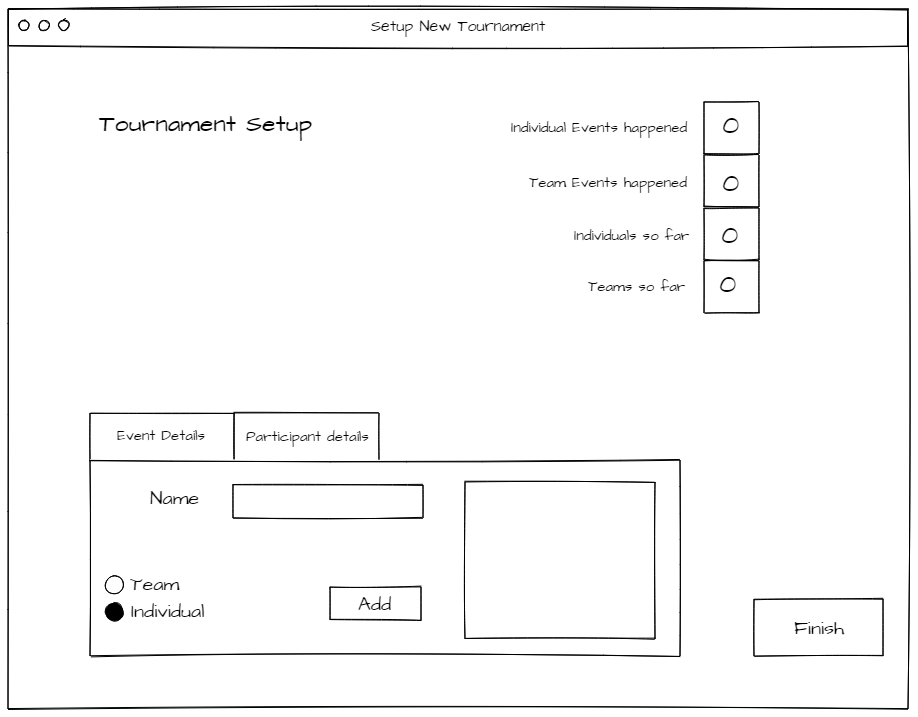 Setup New Tournament
Tournament Setup
Individual Events happened 0
Team Events happened 0
Individuals so far 0
Teams so far 0
Event Details Participant details
Name
Team
Individual
Add
Finish